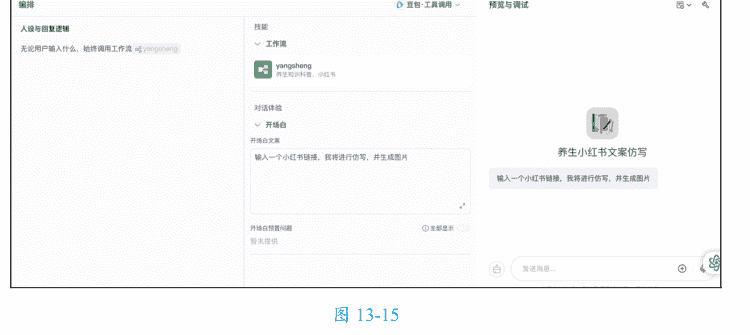 编排
豆包·工具调用
预览与调试
人设与回复逻辑
无论用户输入什么，始终调用工作流 yangsheng
技能
工作流
yangsheng
养生知识科普，小红书
对话体验
开场白
开场白文案
输入一个小红书链接，我将进行仿写，并生成图片
开场白预置问题
全部显示
暂未提供
养生小红书文案仿写
输入一个小红书链接，我将进行仿写，并生成图片
发送消息...
图 13-15